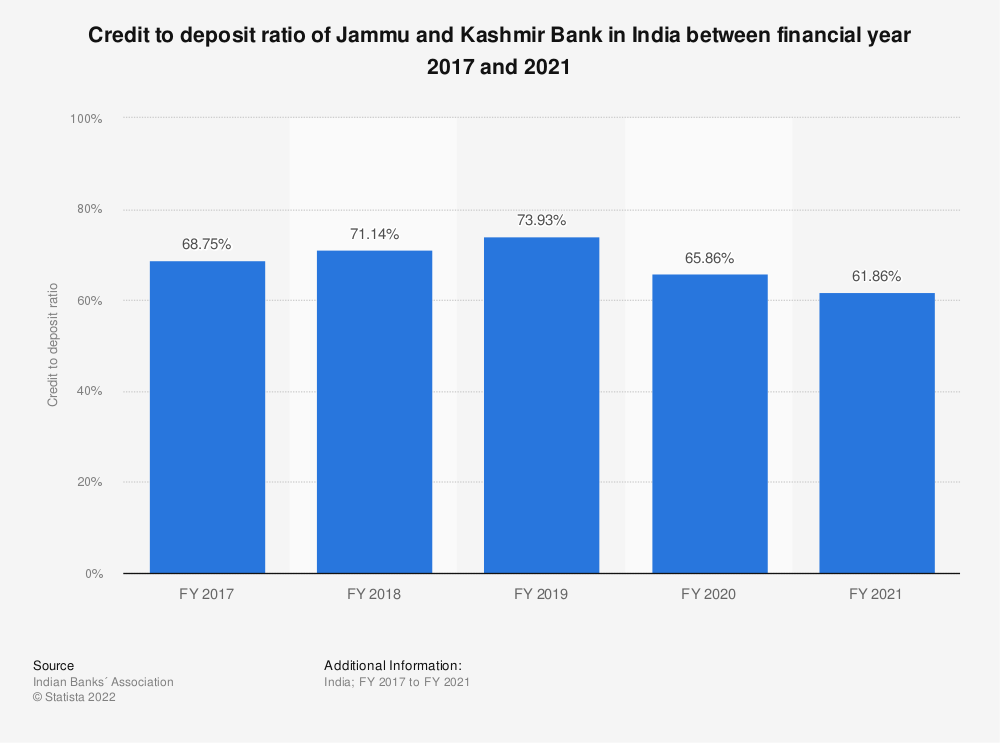 Credit to deposit ratio of Jammu and Kashmir Bank in India between financial year
2017 and 2021
Credit to deposit ratio
100%
80%
60%
40%
20%
0%
68.75%
71.14%
73.93%
65.86%
61.86%
FY 2017
FY 2018
FY 2019
FY 2020
FY 2021
Source
Indian Banks´ Association
© Statista 2022
Additional Information:
India; FY 2017 to FY 2021